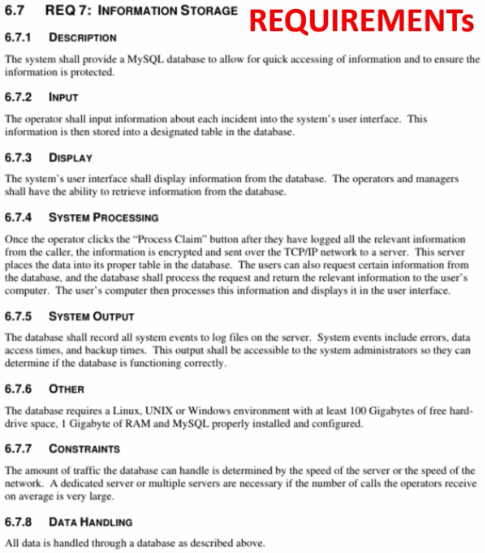 6.7 REQ 7: INFORMATION STORAGE
REQUIREMENTs
6.7.1 DESCRIPTION
The system shall provide a MySQL database to allow for quick accessing of information and to ensure the
information is protected.
6.7.2 INPUT
The operator shall input information about each incident into the system's user interface. This
information is then stored into a designated table in the database.
6.7.3 DISPLAY
The system's user interface shall display information from the database. The operators and managers
shall have the ability to retrieve information from the database.
6.7.4 SYSTEM PROCESSING
Once the operator clicks the "Process Claim" button after they have logged all the relevant information
from the caller, the information is encrypted and sent over the TCP/IP network to a server. This server
places the data into its proper table in the database. The users can also request certain information from
the database, and the database shall process the request and return the relevant information to the user's
computer. The user's computer then processes this information and displays it in the user interface.
6.7.5 SYSTEM OUTPUT
The database shall record all system events to log files on the server. System events include errors, data
access times, and backup times. This output shall be accessible to the system administrators so they can
determine if the database is functioning correctly.
6.7.6 OTHER
The database requires a Linux, UNIX or Windows environment with at least 100 Gigabytes of free hard-
drive space, 1 Gigabyte of RAM and MySQL properly installed and configured.
6.7.7 CONSTRAINTS
The amount of traffic the database can handle is determined by the speed of the server or the speed of the
network. A dedicated server or multiple servers are necessary if the number of calls the operators receive
on average is very large.
6.7.8 DATA HANDLING
All data is handled through a database as described above.